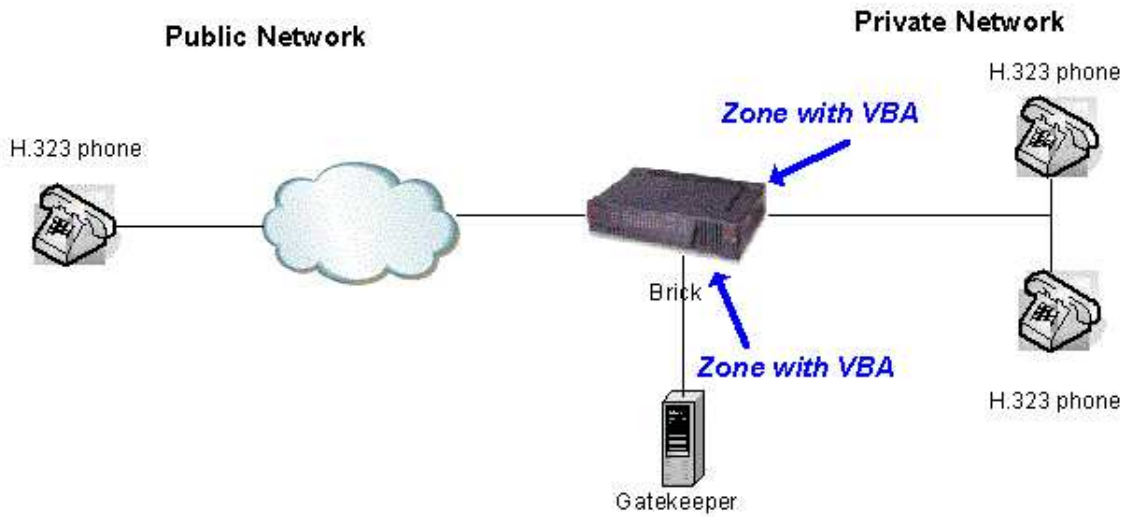 Public Network
Private Network
H.323 phone
Zone with VBA
H.323 phone
Brick
Zone with VBA
H.323 phone
Gatekeeper